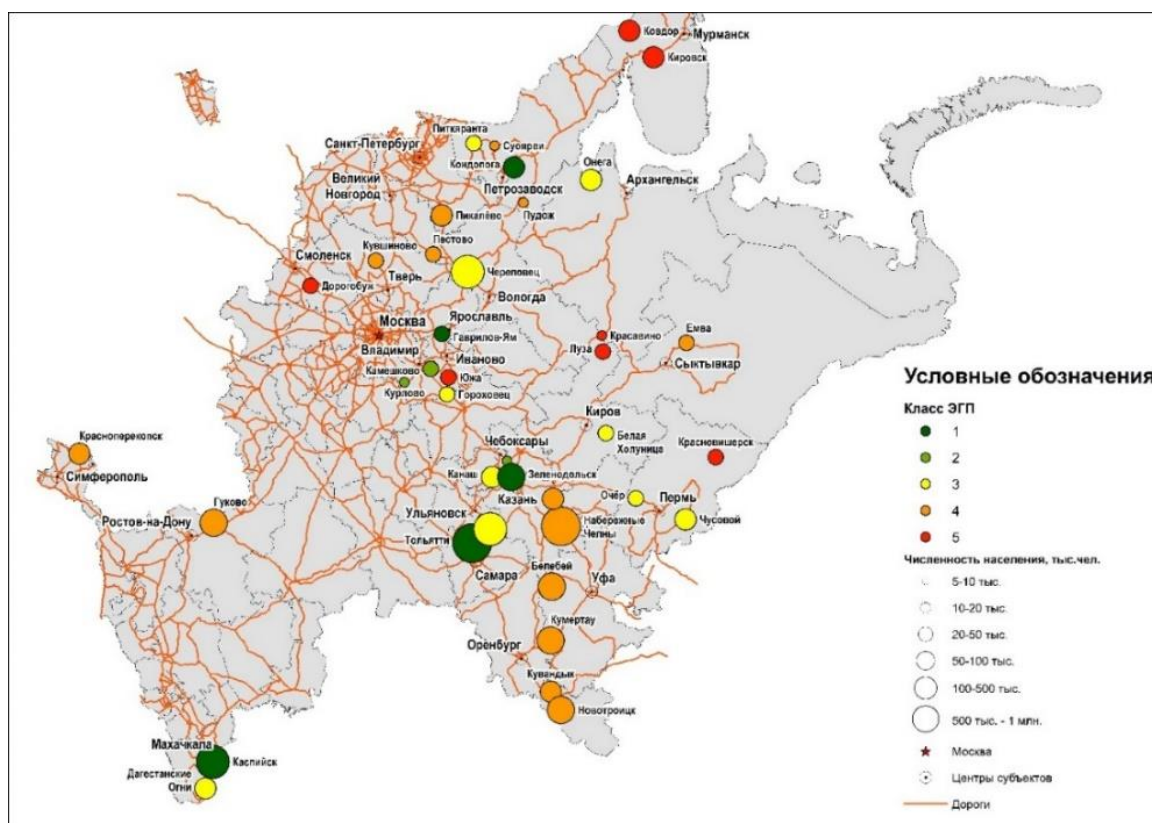 Ковдор
Мурманск
Кировск
Питкяранта
Санкт-Петербург
Суоярви
Кондопога
Онега
Петрозаводск
Архангельск
Великий
Новгород
Пудож
Пикалёво
Пестово
Кувшиново
Смоленск
Череповец
Дорогобуж
Тверь
Вологда
Москва
Ярославль
Гаврилов-Ям
Красавино
Емва
Луза
Владимир
Иваново
Сыктывкар
Камешково
Южа
Курлово
Гороховец
Киров
Белая
Холуница
Красновишерск
Красноперекопск
Симферополь
Чебоксары
Канаш
Зеленодольск
Казань
Очёр
Пермь
Чусовой
Гуково
Ростов-на-Дону
Ульяновск
Набережные
Челны
Тольятти
Самара
Белебей
Уфа
Кумертау
Оренбург
Кувандык
Новотроицк
Махачкала
Каспийск
Дагестанские
Огни
Условные обозначения
Класс ЭГП
1
2
3
4
5
Численность населения, тыс.чел.
5-10 тыс.
10-20 тыс.
20-50 тыс.
50-100 тыс.
100-500 тыс.
500 тыс. - 1 млн.
Москва
Центры субъектов
Дороги